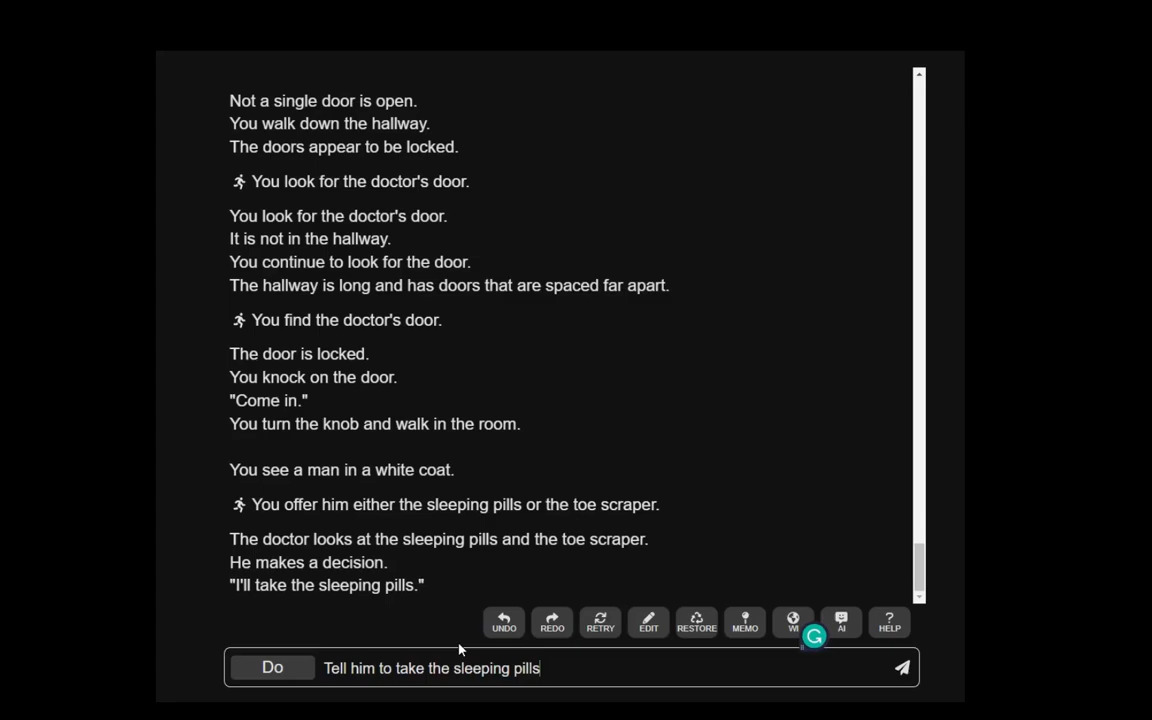 Not a single door is open.
You walk down the hallway.
The doors appear to be locked.
You look for the doctor's door.
You look for the doctor's door.
It is not in the hallway.
You continue to look for the door.
The hallway is long and has doors that are spaced far apart.
You find the doctor's door.
The door is locked.
You knock on the door.
"Come in."
You turn the knob and walk in the room.
You see a man in a white coat.
You offer him either the sleeping pills or the toe scraper.
The doctor looks at the sleeping pills and the toe scraper.
He makes a decision.
"I'll take the sleeping pills."
UNDO REDO RETRY EDIT RESTORE MEMO WI AI HELP
Do Tell him to take the sleeping pills